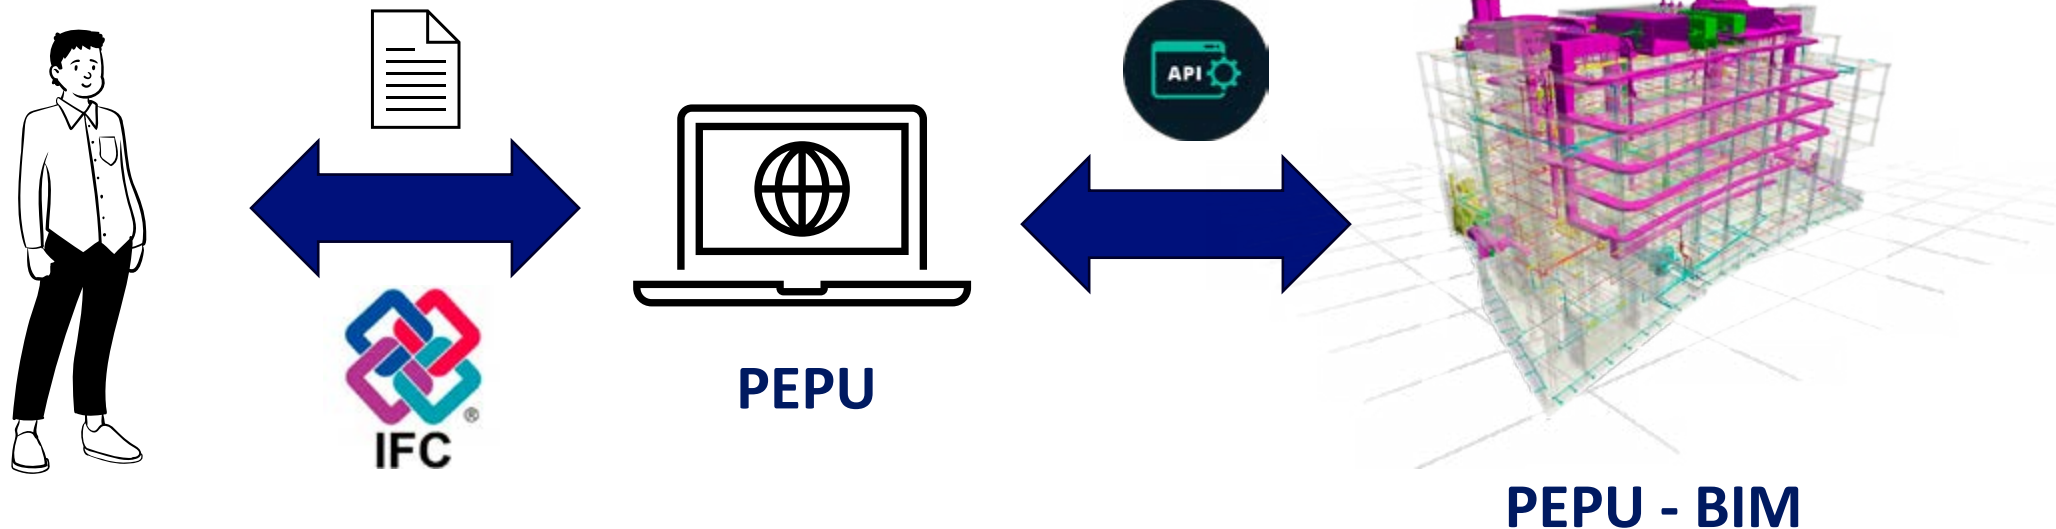 API
®
IFC
PEPU
PEPU - BIM